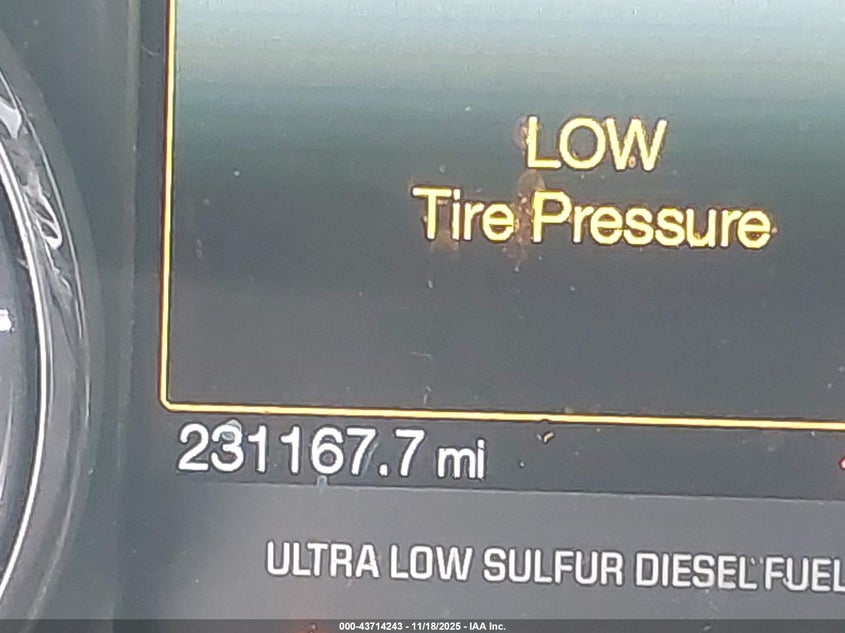 LOW
Tire Pressure
231167.7 mi
ULTRA LOW SULFUR DIESEL FUEL
000-43714243 - 11/18/2025 - IAA Inc.